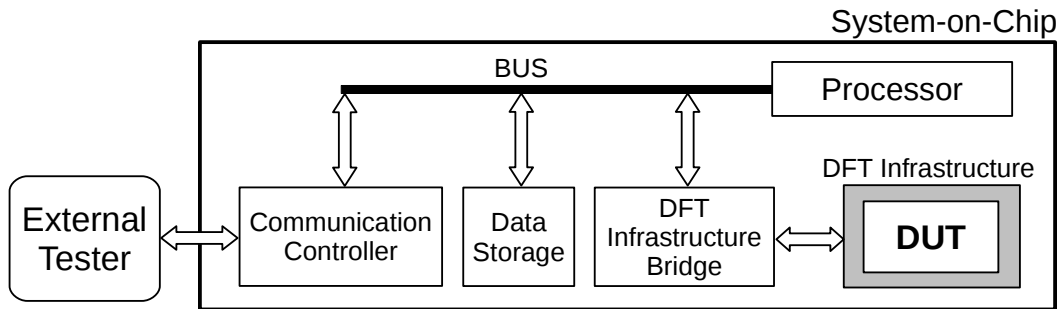 System-on-Chip
BUS
Processor
DFT Infrastructure
External
Tester
Communication
Controller
Data
Storage
DFT
Infrastructure
Bridge
DUT